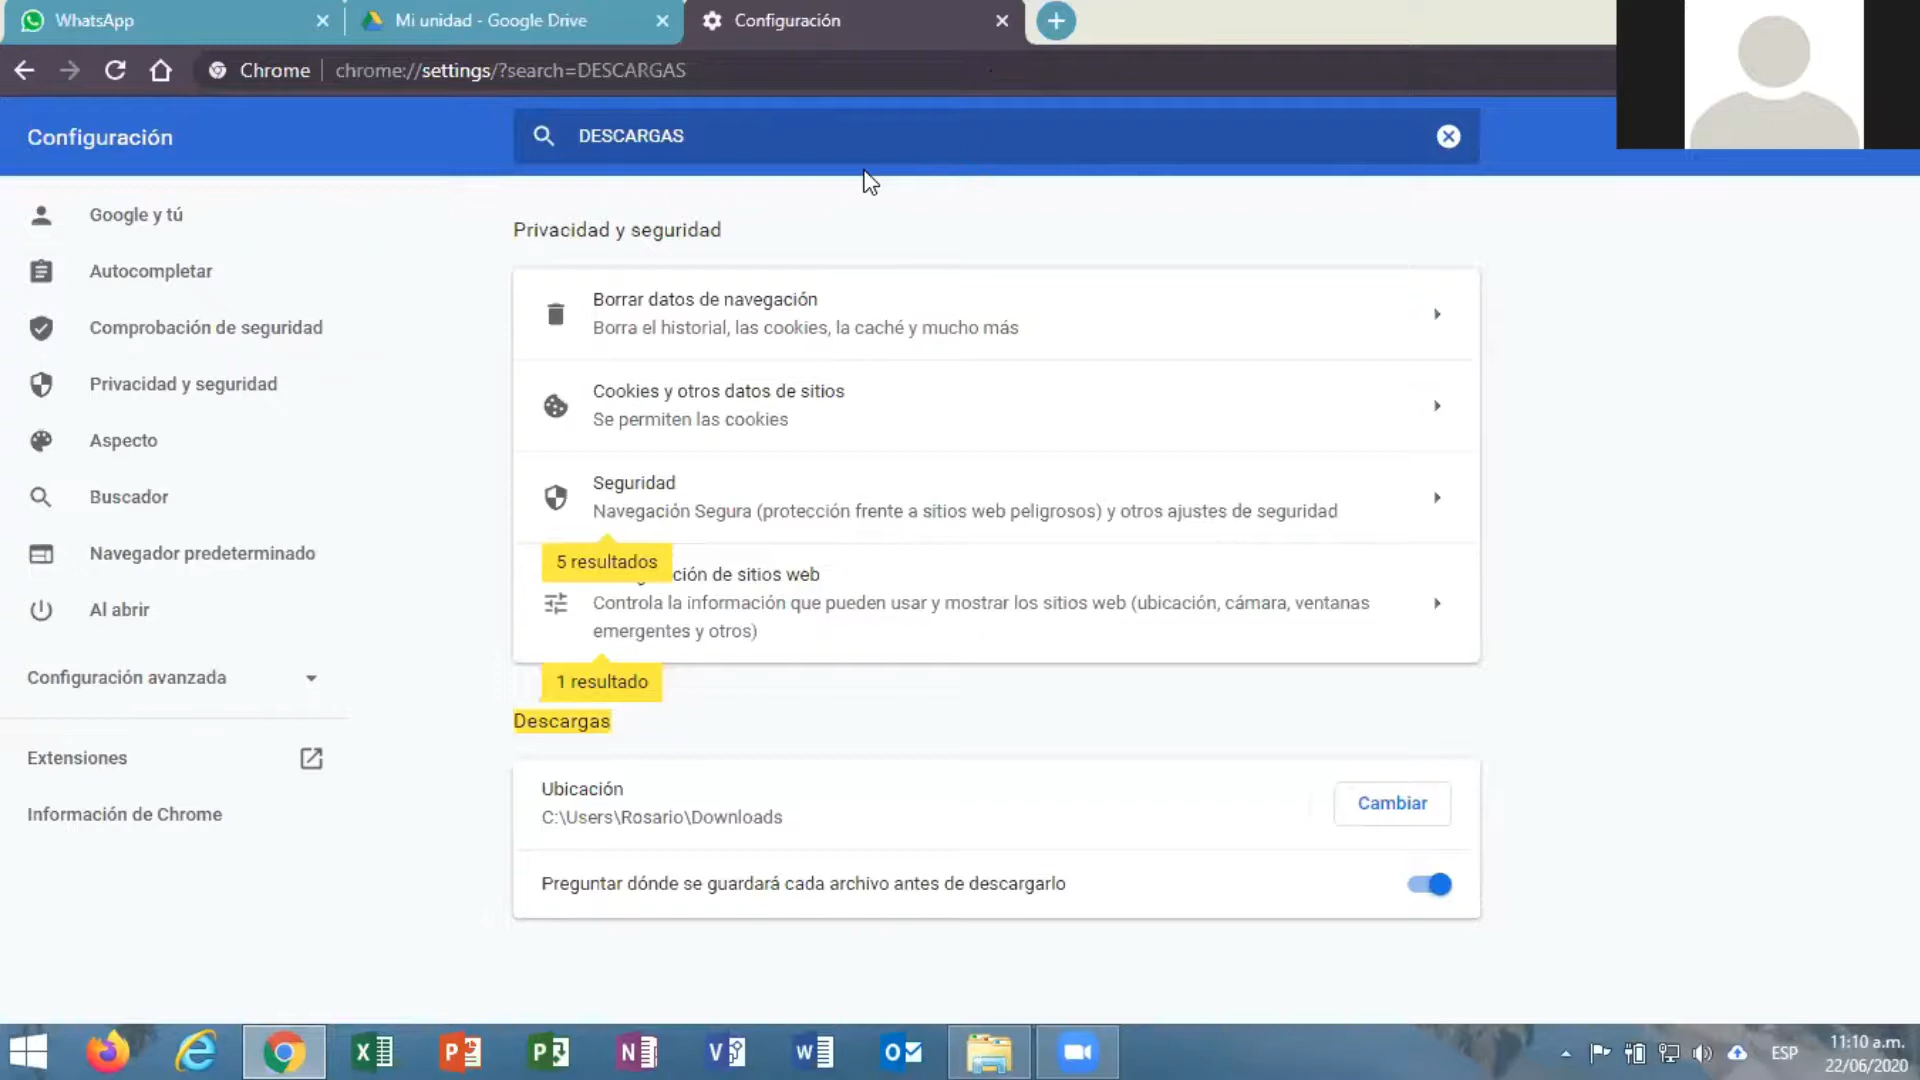 WhatsApp
Mi unidad - Google Drive
Configuración
Chrome
chrome://settings/?search=DESCARGAS
Configuración
DESCARGAS
Google y tú
Autocompletar
Comprobación de seguridad
Privacidad y seguridad
Aspecto
Buscador
Navegador predeterminado
Al abrir
Configuración avanzada
Extensiones
Información de Chrome
Privacidad y seguridad
Borrar datos de navegación
Borra el historial, las cookies, la caché y mucho más
Cookies y otros datos de sitios
Se permiten las cookies
Seguridad
Navegación Segura (protección frente a sitios web peligrosos) y otros ajustes de seguridad
5 resultados
ción de sitios web
Controla la información que pueden usar y mostrar los sitios web (ubicación, cámara, ventanas
emergentes y otros)
1 resultado
Descargas
Ubicación
C:\Users\Rosario\Downloads
Cambiar
Preguntar dónde se guardará cada archivo antes de descargarlo
ESP
11:10 a.m.
22/06/2020